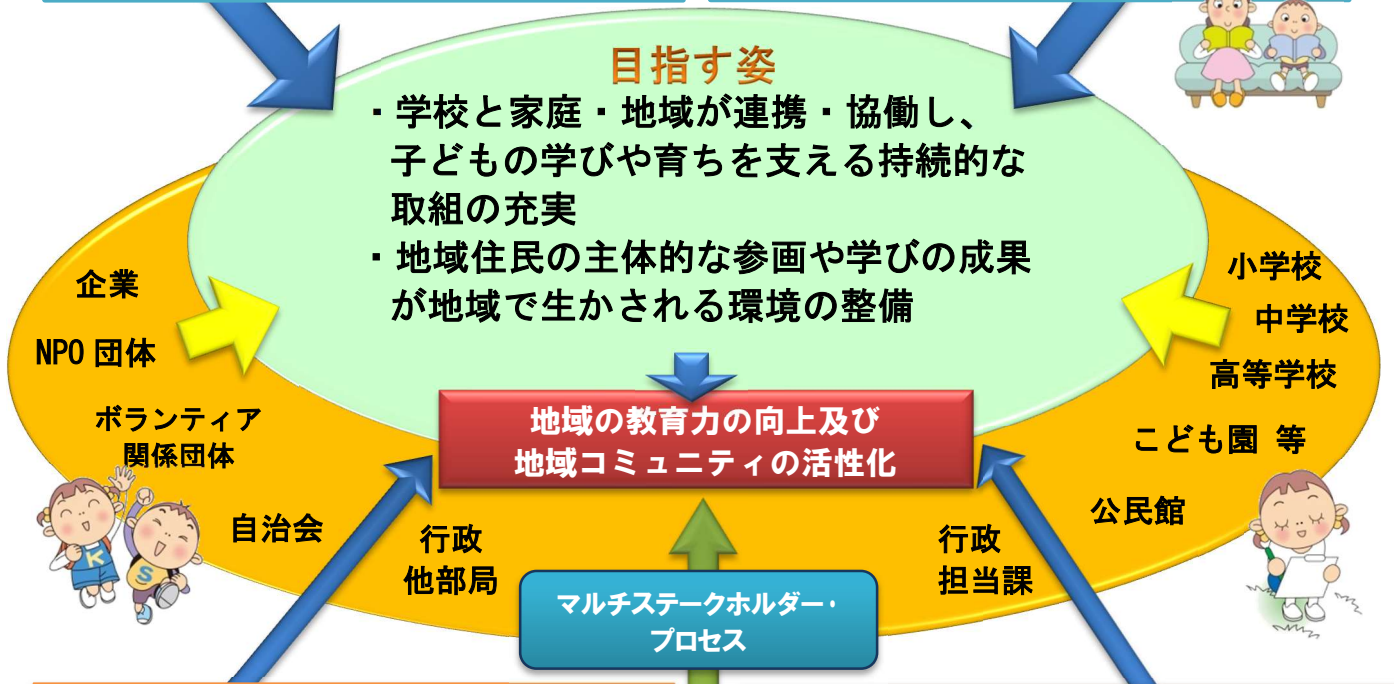 目指す姿
・学校と家庭・地域が連携・協働し、
子どもの学びや育ちを支える持続的な
取組の充実
・地域住民の主体的な参画や学びの成果
が地域で生かされる環境の整備
企業
NPO団体
ボランティア
関係団体
自治会
行政
他部局
小学校
中学校
高等学校
こども園 等
公民館
行政
担当課
地域の教育力の向上及び
地域コミュニティの活性化
マルチステークホルダー・
プロセス
K
S